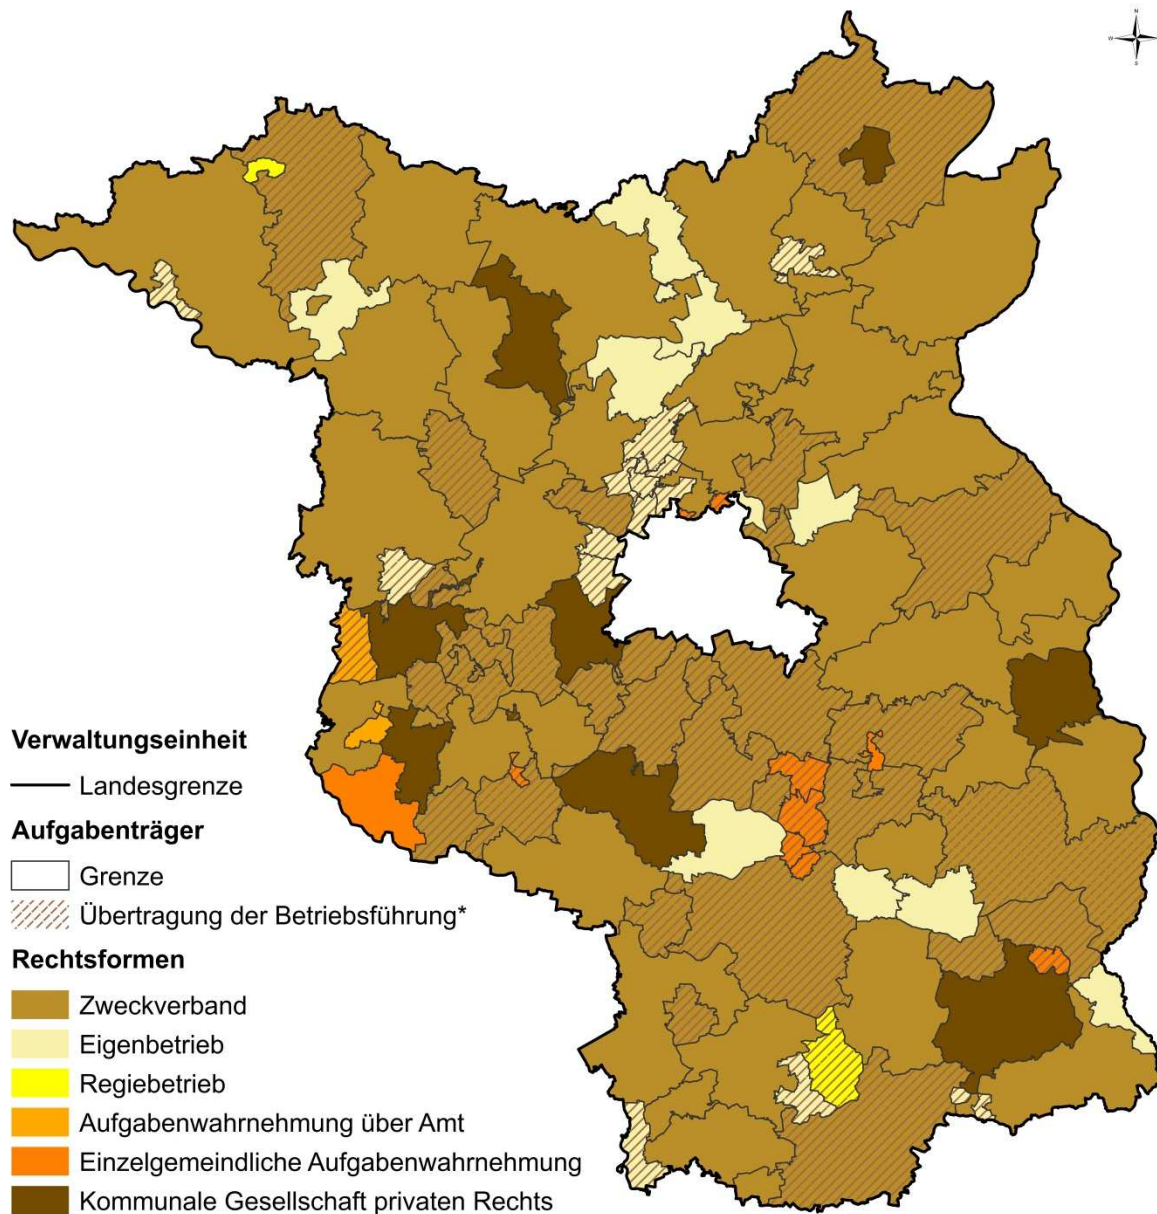 N
W
S
Verwaltungseinheit
Landesgrenze
Aufgabenträger
Grenze
Übertragung der Betriebsführung*
Rechtsformen
Zweckverband
Eigenbetrieb
Regiebetrieb
Aufgabenwahrnehmung über Amt
Einzelgemeindliche Aufgabenwahrnehmung
Kommunale Gesellschaft privaten Rechts